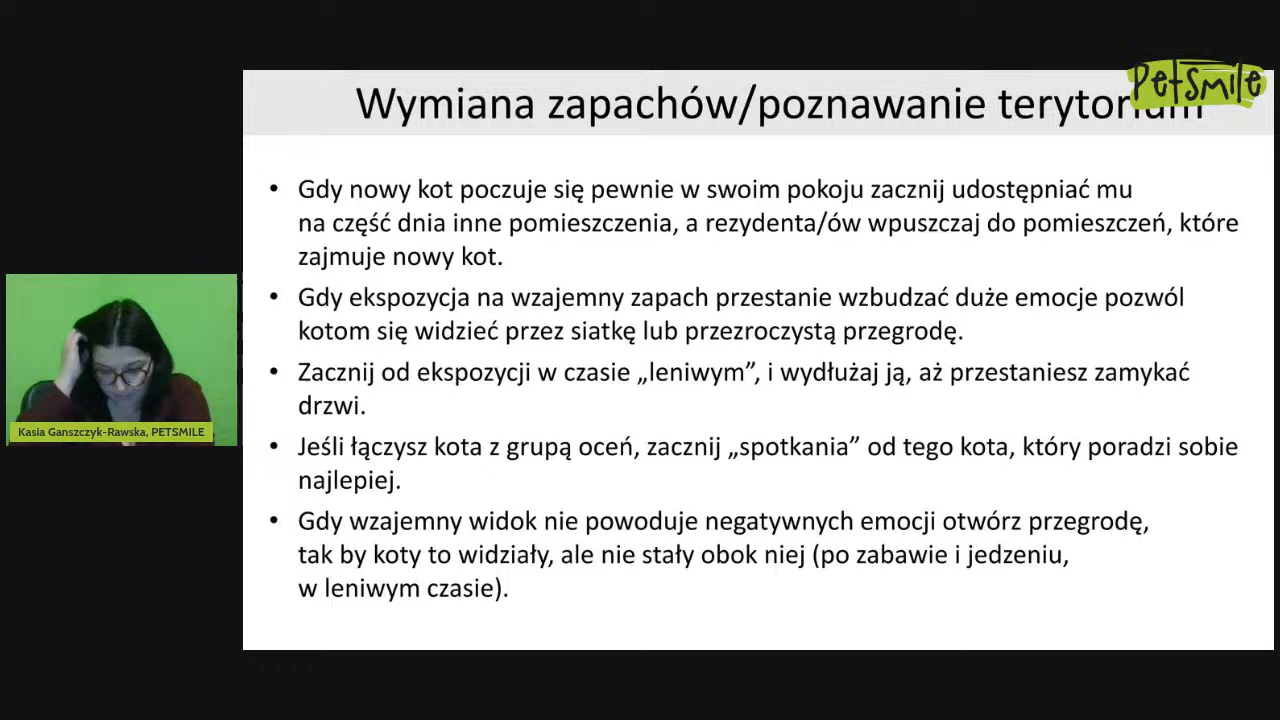 PetSmile
Wymiana zapachów/poznawanie terytorium
• Gdy nowy kot poczuje się pewnie w swoim pokoju zacznij udostępniać mu
na część dnia inne pomieszczenia, a rezydenta/ów wpuszczaj do pomieszczeń, które
zajmuje nowy kot.
• Gdy ekspozycja na wzajemny zapach przestanie wzbudzać duże emocje pozwól
kotom się widzieć przez siatkę lub przezroczystą przegrodę.
• Zacznij od ekspozycji w czasie „leniwym”, i wydłużaj ją, aż przestaniesz zamykać
drzwi.
• Jeśli łączysz kota z grupą oceń, zacznij „spotkania” od tego kota, który poradzi sobie
najlepiej.
• Gdy wzajemny widok nie powoduje negatywnych emocji otwórz przegrodę,
tak by koty to widziały, ale nie stały obok niej (po zabawie i jedzeniu,
w leniwym czasie).
Kasia Ganszczyk-Rawska, PETSMILE